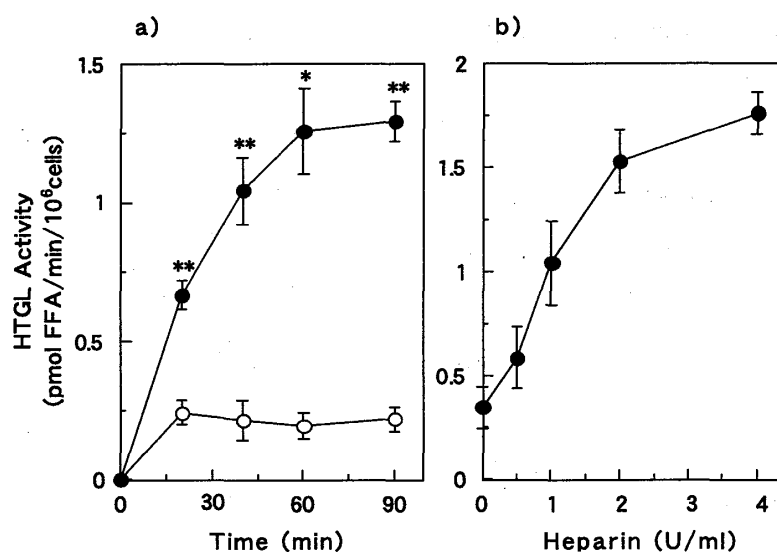 a)
b)
HTGL Activity
(pmol FFA/min/10⁶cells)
1.5
1
0.5
0
**
**
*
**
0 30 60 90
Time (min)
2
1.5
1
0.5
0
0 1 2 3 4
Heparin (U/ml)